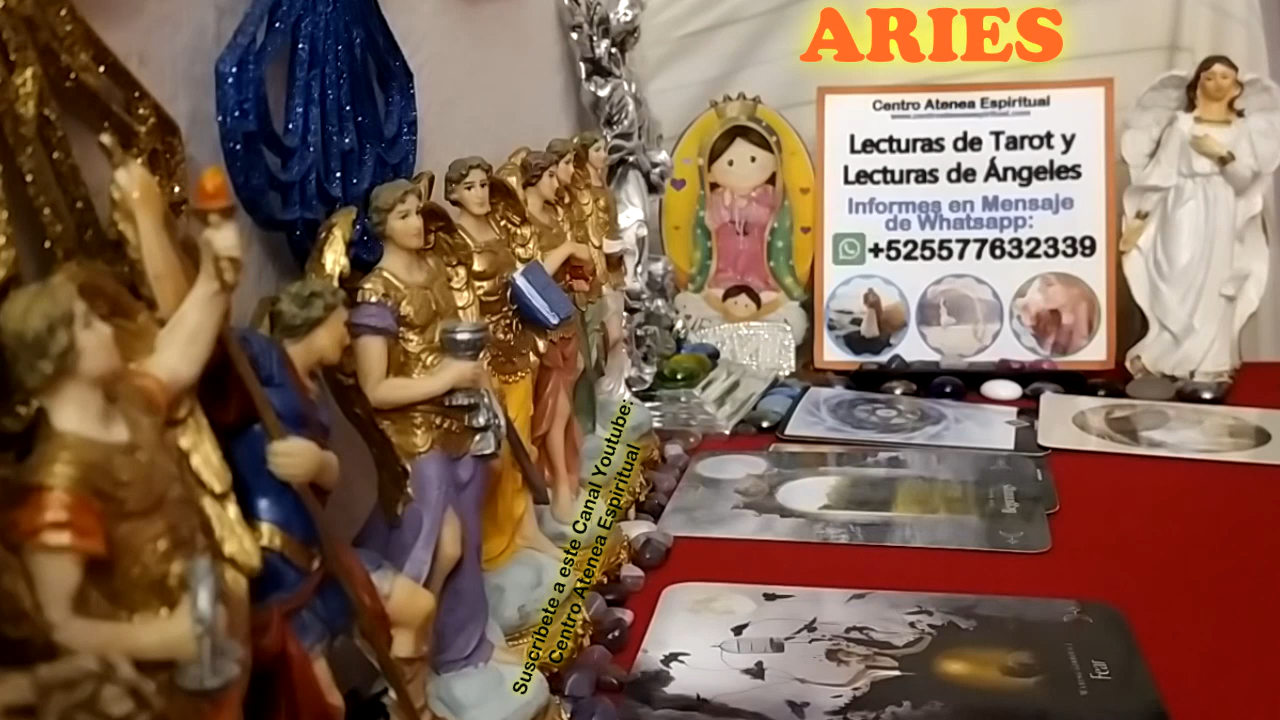 ARIES
Centro Atenea Espiritual
Lecturas de Tarot y
Lecturas de Ángeles
Informes en Mensaje
de Whatsapp:
+525577632339
Suscribete a este Canal Youtube:
Centro Atenea Espiritual
Fear